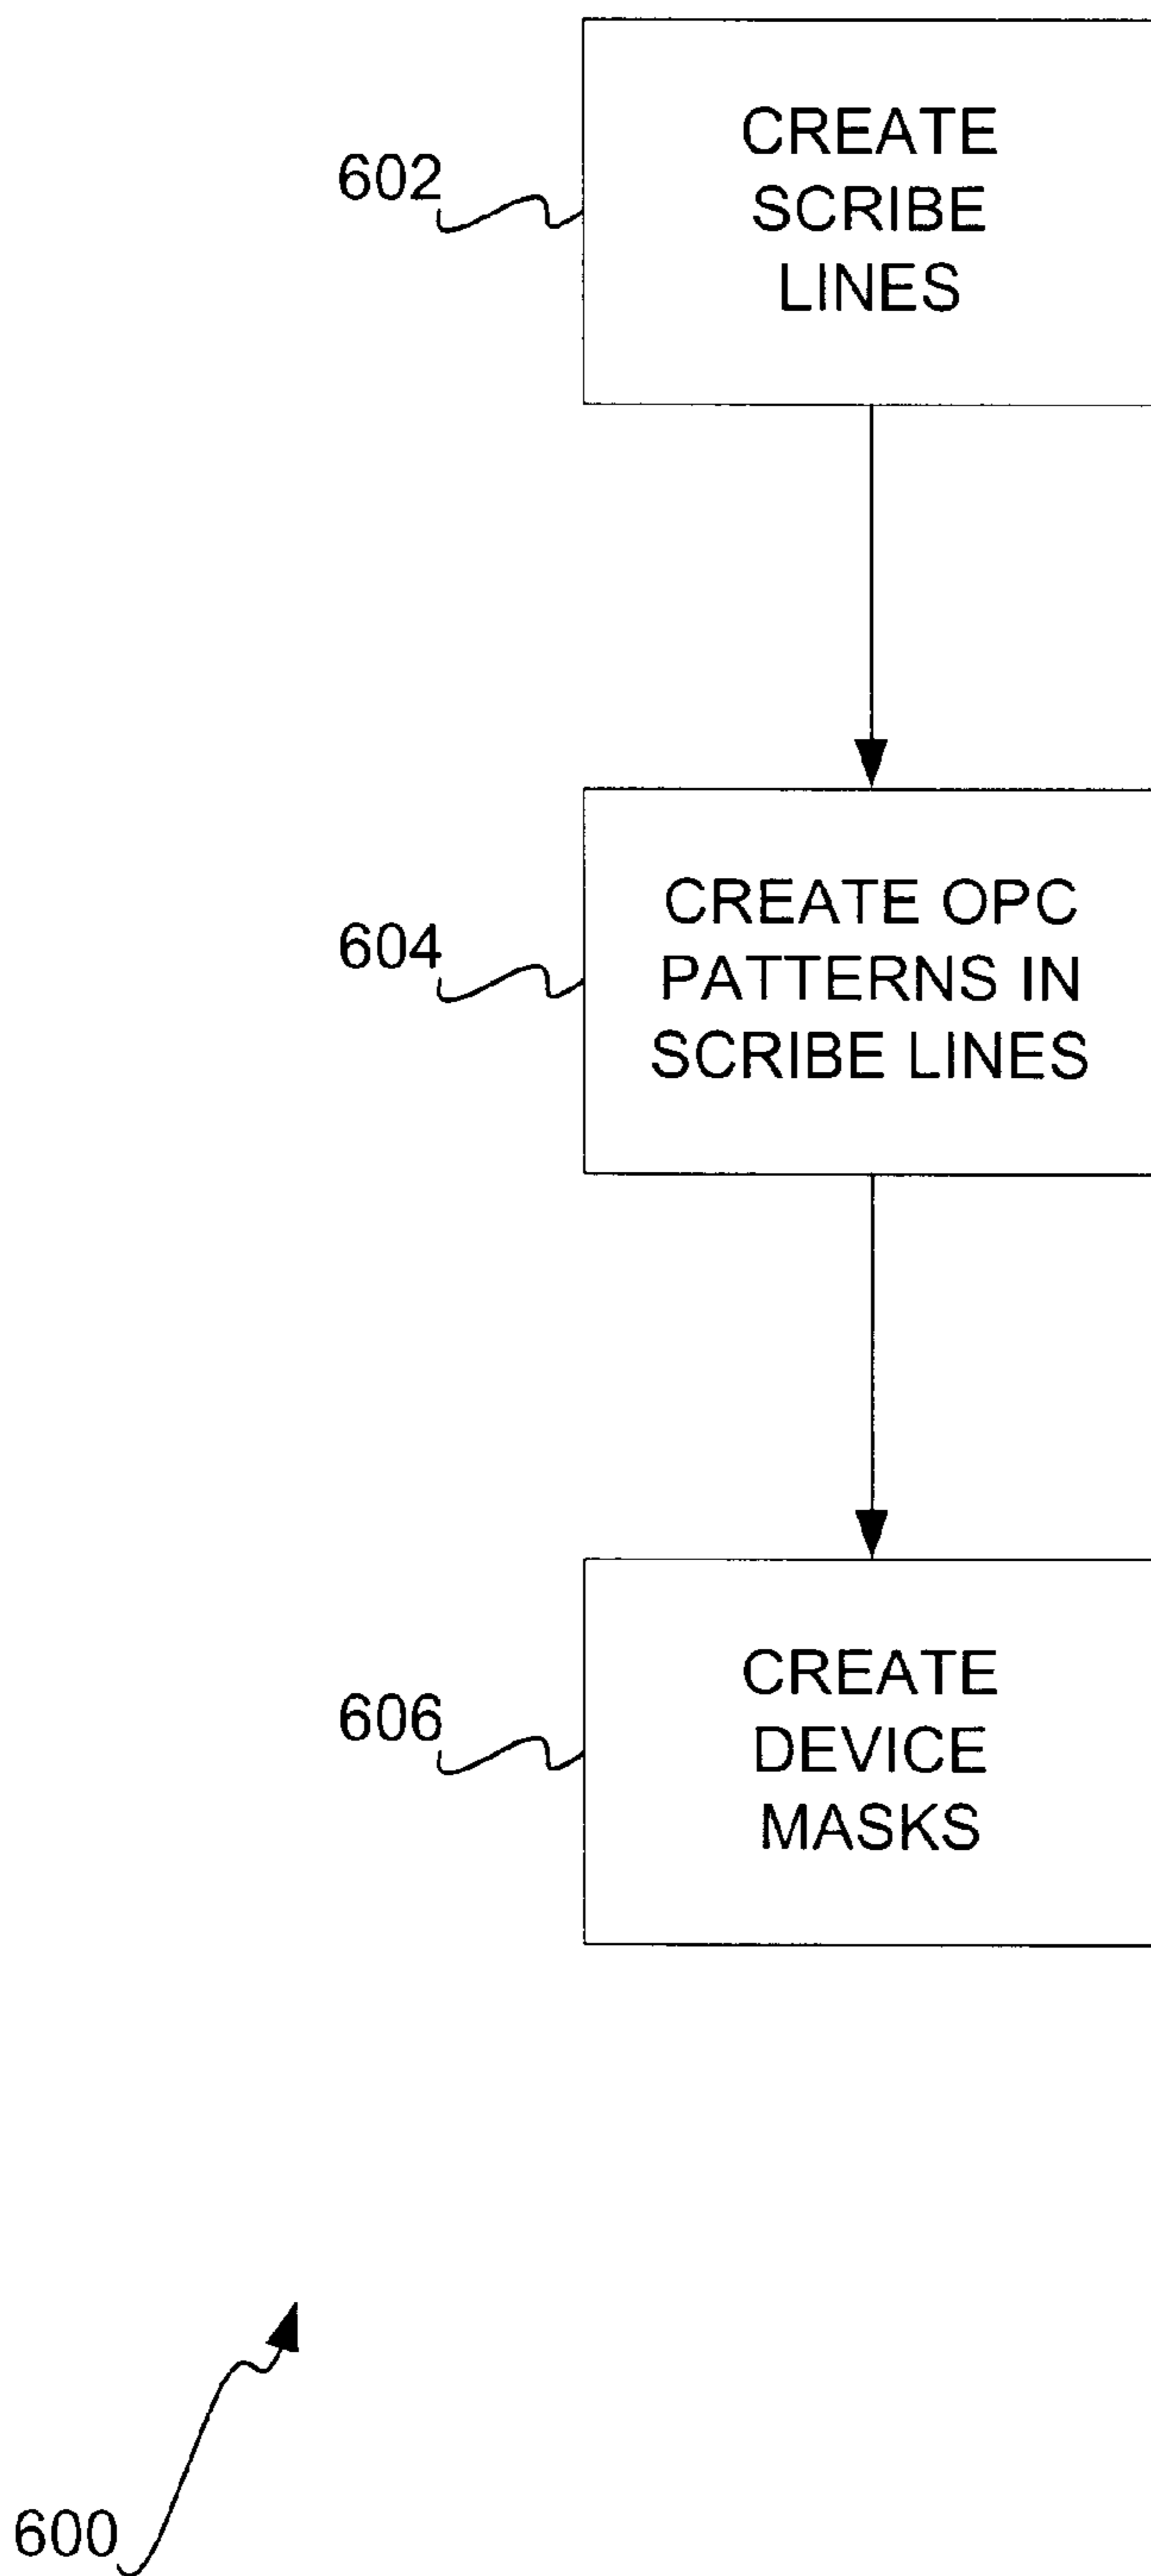 602
CREATE
SCRIBE
LINES
604
CREATE OPC
PATTERNS IN
SCRIBE LINES
606
CREATE
DEVICE
MASKS
600